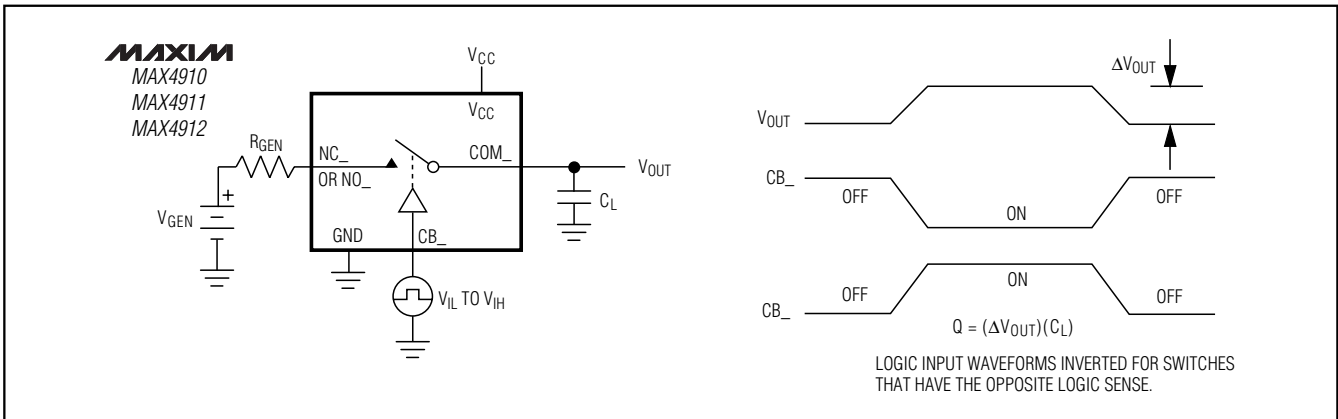 MAXIM
MAX4910
MAX4911
MAX4912
VCC
VCC
RGEN
NC_
OR NO_
COM_
VOUT
CL
VGEN
+
GND
CB_
VIL TO VIH
ΔVOUT
VOUT
CB_
OFF
ON
OFF
CB_
OFF
ON
OFF
Q = (ΔVOUT)(CL)
LOGIC INPUT WAVEFORMS INVERTED FOR SWITCHES
THAT HAVE THE OPPOSITE LOGIC SENSE.